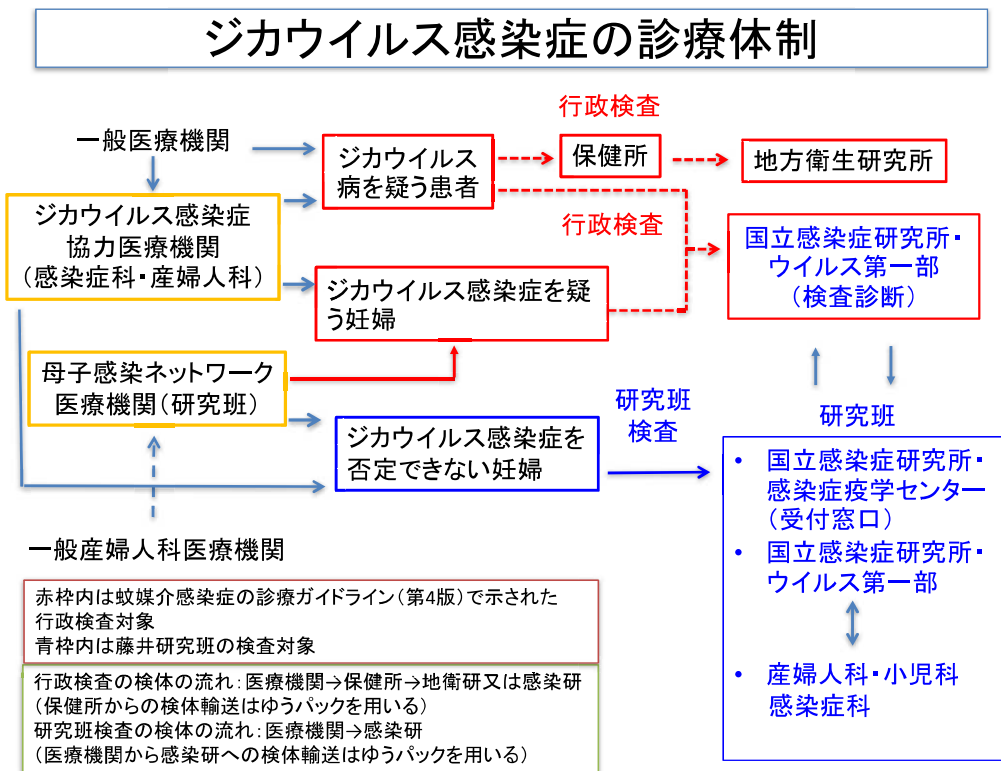 ジカウイルス感染症の診療体制
一般医療機関
ジカウイルス感染症
協力医療機関
(感染症科・産婦人科)
母子感染ネットワーク
医療機関(研究班)
一般産婦人科医療機関
ジカウイルス
病を疑う患者
ジカウイルス感染症を疑
う妊婦
ジカウイルス感染症を
否定できない妊婦
行政検査
保健所
地方衛生研究所
行政検査
国立感染症研究所・
ウイルス第一部
(検査診断)
研究班
検査
研究班
• 国立感染症研究所・
感染症疫学センター
(受付窓口)
• 国立感染症研究所・
ウイルス第一部
• 産婦人科・小児科
感染症科
赤枠内は蚊媒介感染症の診療ガイドライン(第4版)で示された
行政検査対象
青枠内は藤井研究班の検査対象
行政検査の検体の流れ:医療機関→保健所→地衛研又は感染研
(保健所からの検体輸送はゆうパックを用いる)
研究班検査の検体の流れ:医療機関→感染研
(医療機関から感染研への検体輸送はゆうパックを用いる)